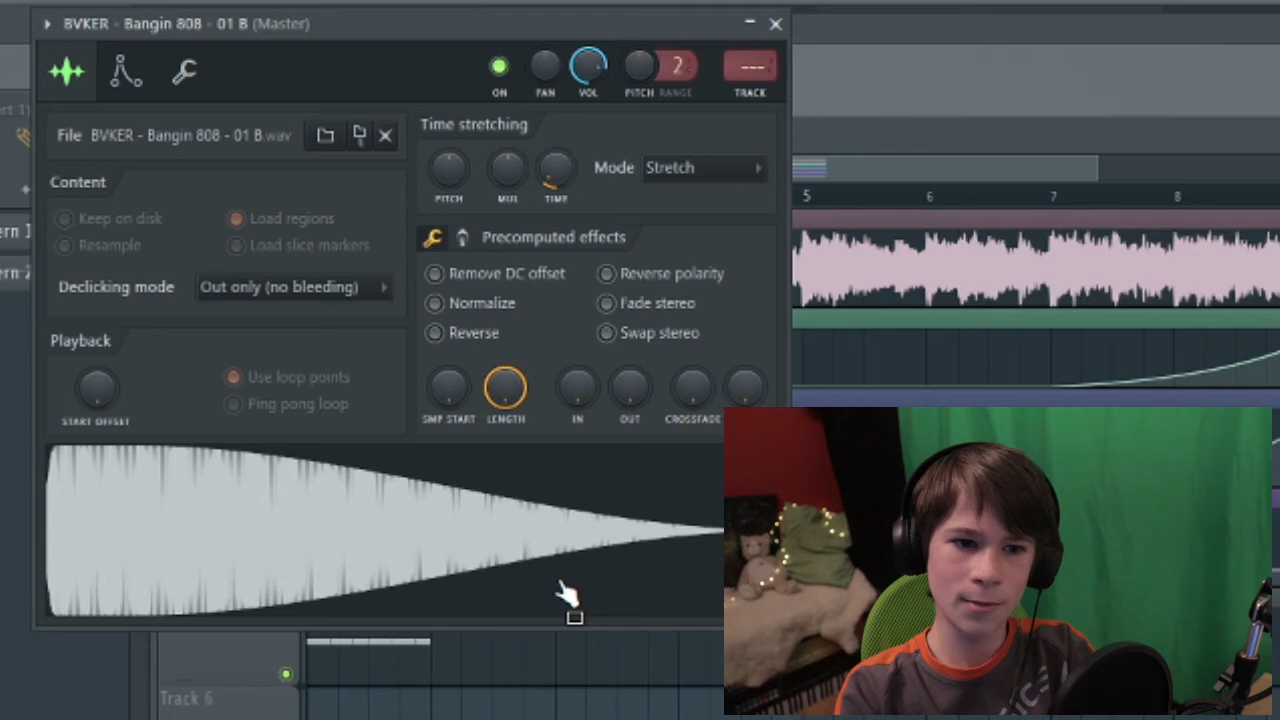 BVKER - Bangin 808 - 01 B (Master)
ON
PAN
VOL
PITCH
RANGE
2
---
TRACK
File
BVKER - Bangin 808 - 01 B.wav
Content
Keep on disk
Load regions
Resample
Load slice markers
Declicking mode
Out only (no bleeding)
Playback
Use loop points
Ping pong loop
START OFFSET
Time stretching
PITCH
MUL
TIME
Mode
Stretch
Precomputed effects
Remove DC offset
Reverse polarity
Normalize
Fade stereo
Reverse
Swap stereo
SMP START
LENGTH
IN
OUT
CROSSFADE
5
6
7
8
Track 6